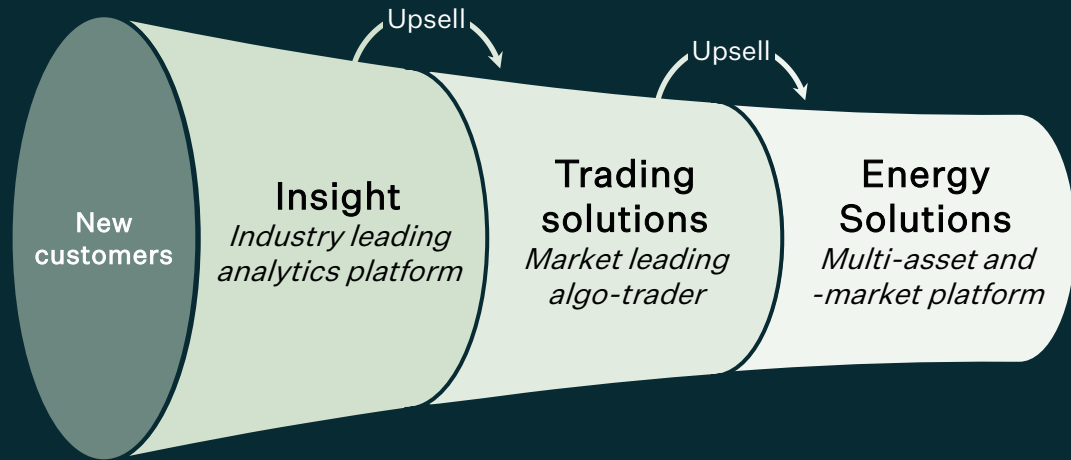 Upsell
Upsell
New
customers
Insight
Industry leading
analytics platform
Trading
solutions
Market leading
algo-trader
Energy
Solutions
Multi-asset and
-market platform